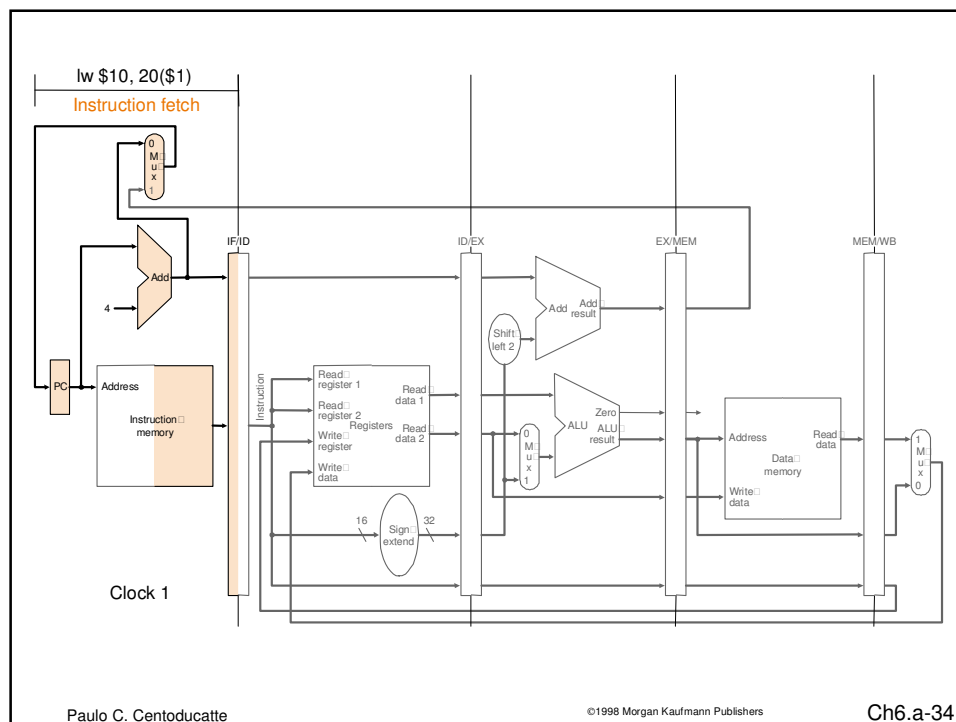 lw $10, 20($1)
Instruction fetch
0
M
u
x
1
IF/ID
ID/EX
EX/MEM
MEM/WB
Add
4
Add
Add
result
Shift
left 2
PC
Address
Instruction
memory
Instruction
Read
register 1
Read
register 2
Write
register
Write
data
Registers
Read
data 1
Read
data 2
0
M
u
x
1
Zero
ALU
ALU
result
Address
Read
data
Data
memory
Write
data
1
M
u
x
0
16
Sign
extend
32
Clock 1
Paulo C. Centoducatte
©1998 Morgan Kaufmann Publishers
Ch6.a-34